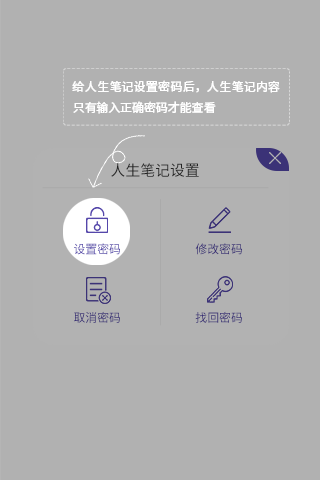 给人生笔记设置密码后，人生笔记内容
只有输入正确密码才能查看
人生笔记设置
设置密码
修改密码
取消密码
找回密码